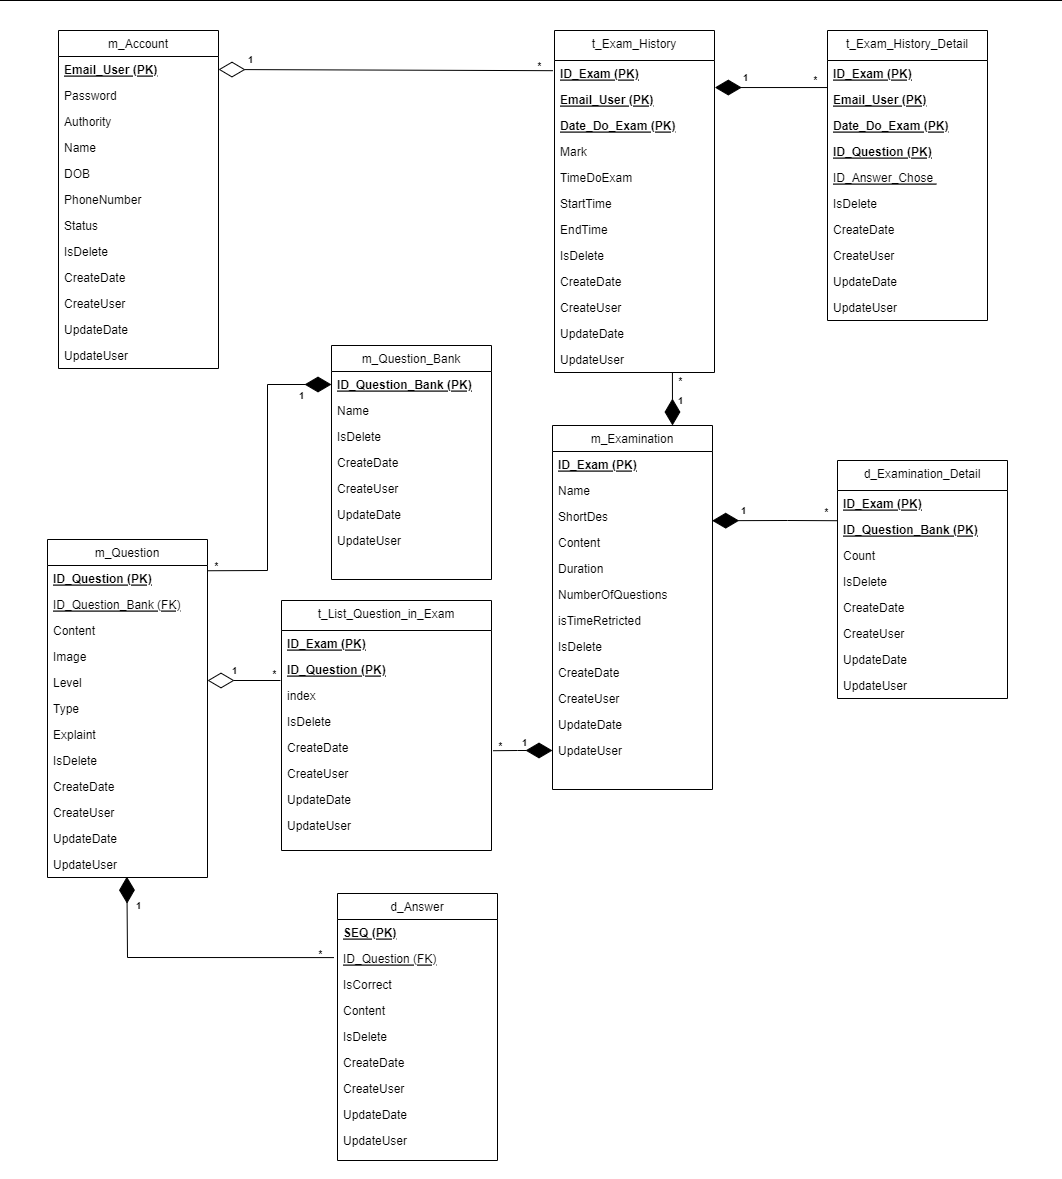 m_Account
Email_User (PK)
Password
Authority
Name
DOB
PhoneNumber
Status
IsDelete
CreateDate
CreateUser
UpdateDate
UpdateUser
1
*
t_Exam_History
ID_Exam (PK)
Email_User (PK)
Date_Do_Exam (PK)
Mark
TimeDoExam
StartTime
EndTime
IsDelete
CreateDate
CreateUser
UpdateDate
UpdateUser
1
*
t_Exam_History_Detail
ID_Exam (PK)
Email_User (PK)
Date_Do_Exam (PK)
ID_Question (PK)
ID_Answer_Chose
IsDelete
CreateDate
CreateUser
UpdateDate
UpdateUser
m_Question_Bank
ID_Question_Bank (PK)
Name
IsDelete
CreateDate
CreateUser
UpdateDate
UpdateUser
1
*
*
1
m_Examination
ID_Exam (PK)
Name
ShortDes
Content
Duration
NumberOfQuestions
isTimeRetricted
IsDelete
CreateDate
CreateUser
UpdateDate
UpdateUser
1
*
d_Examination_Detail
ID_Exam (PK)
ID_Question_Bank (PK)
Count
IsDelete
CreateDate
CreateUser
UpdateDate
UpdateUser
m_Question
ID_Question (PK)
ID_Question_Bank (FK)
Content
Image
Level
Type
Explaint
IsDelete
CreateDate
CreateUser
UpdateDate
UpdateUser
1
*
t_List_Question_in_Exam
ID_Exam (PK)
ID_Question (PK)
index
IsDelete
CreateDate
CreateUser
UpdateDate
UpdateUser
*
1
1
*
d_Answer
SEQ (PK)
ID_Question (FK)
IsCorrect
Content
IsDelete
CreateDate
CreateUser
UpdateDate
UpdateUser